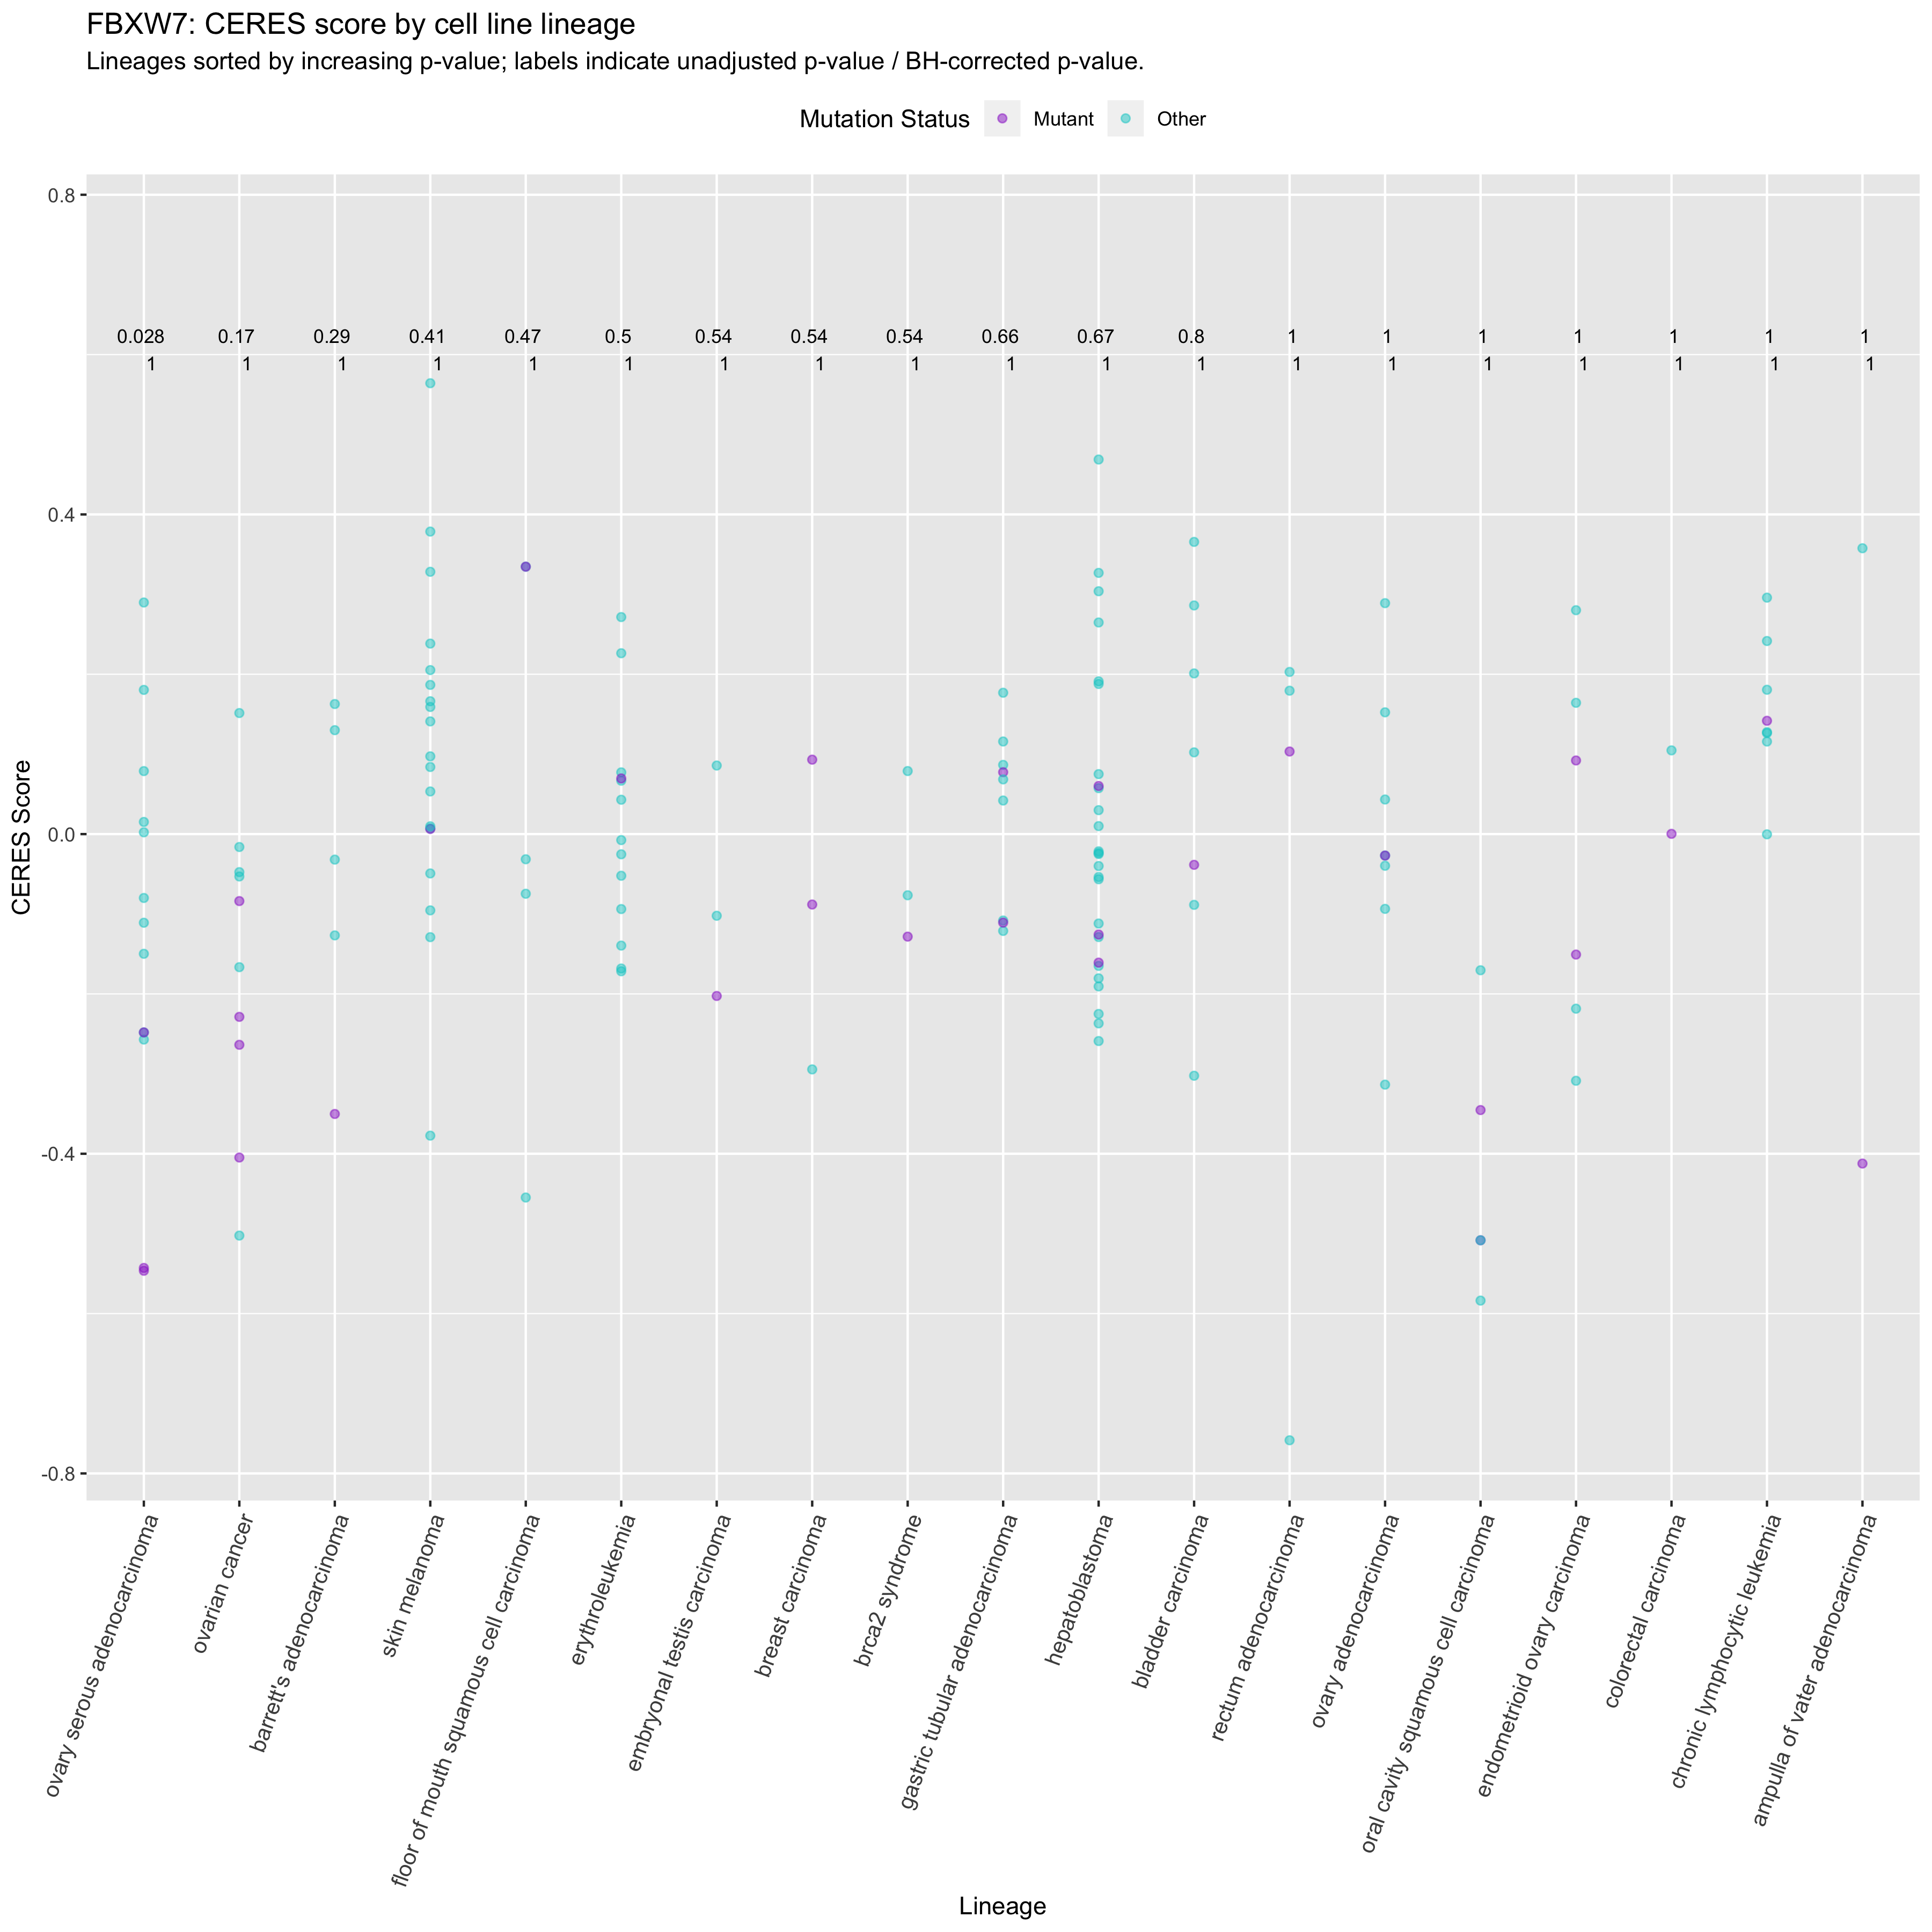 FBXW7: CERES score by cell line lineage
Lineages sorted by increasing p-value; labels indicate unadjusted p-value / BH-corrected p-value.
Mutation Status Mutant Other
0.8
0.028 0.17 0.29 0.41 0.47 0.5 0.54 0.54 0.54 0.66 0.67 0.8 1 1 1 1 1 1 1
1 1 1 1 1 1 1 1 1 1 1 1 1 1 1 1 1 1 1
0.4
0.0
-0.4
-0.8
CERES Score
ovary serous adenocarcinoma
ovarian cancer
barrett's adenocarcinoma
skin melanoma
floor of mouth squamous cell carcinoma
erythroleukemia
embryonal testis carcinoma
breast carcinoma
brca2 syndrome
gastric tubular adenocarcinoma
hepatoblastoma
bladder carcinoma
rectum adenocarcinoma
ovary adenocarcinoma
oral cavity squamous cell carcinoma
endometrioid ovary carcinoma
colorectal carcinoma
chronic lymphocytic leukemia
ampulla of vater adenocarcinoma
Lineage